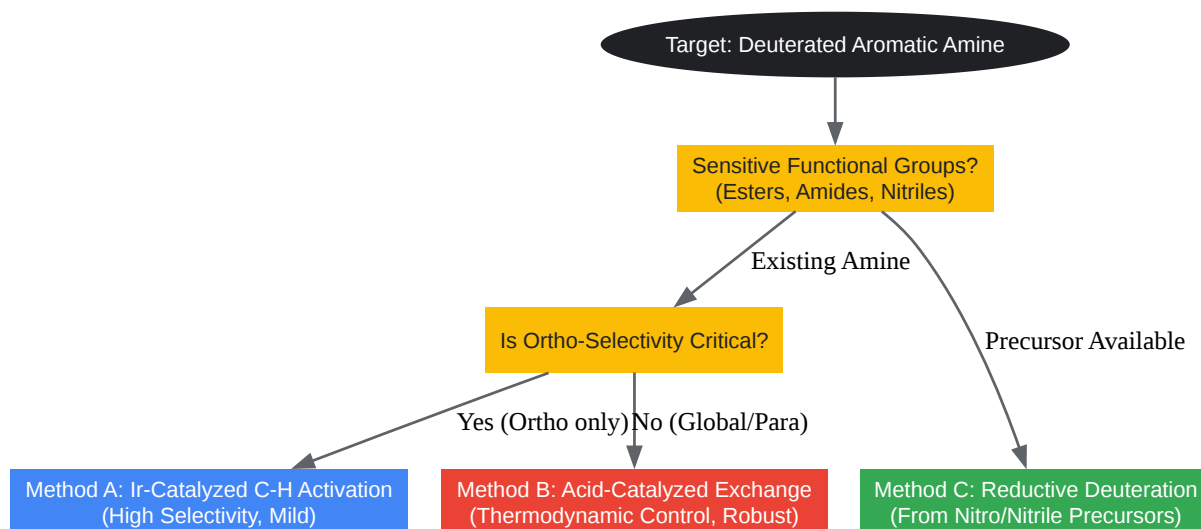 Target: Deuterated Aromatic Amine
Sensitive Functional Groups?
(Esters, Amides, Nitriles)
Existing Amine
Precursor Available
Is Ortho-Selectivity Critical?
Yes (Ortho only)
No (Global/Para)
Method A: Ir-Catalyzed C-H Activation
(High Selectivity, Mild)
Method B: Acid-Catalyzed Exchange
(Thermodynamic Control, Robust)
Method C: Reductive Deuteration
(From Nitro/Nitrile Precursors)